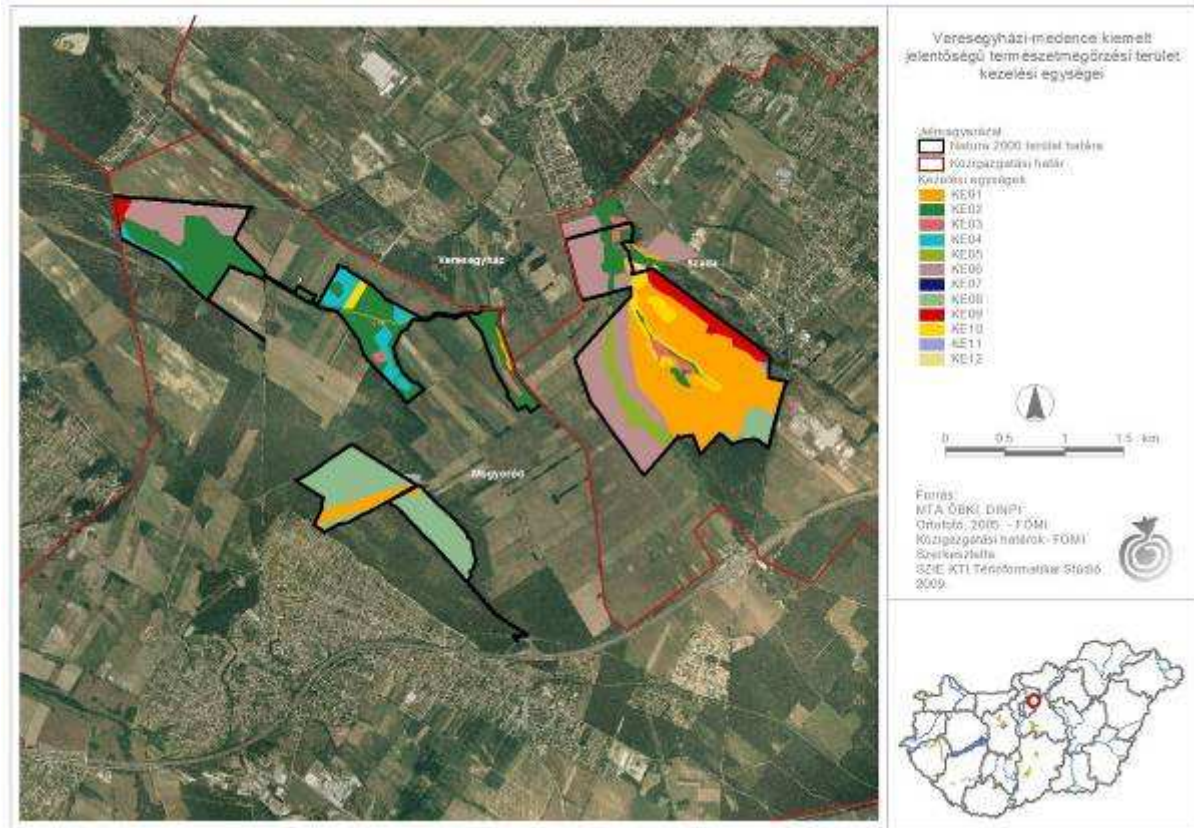 Veresegyházi-medence kiemelt
jelentőségű természetmegőrzési terület
kezelési egységei
Jelmagyarázat
Natura 2000 terület határa
Közigazgatási határ
Kezelési egységek
KE01
KE02
KE03
KE04
KE05
KE06
KE07
KE08
KE09
KE10
KE11
KE12
0 0.5 1 1.5 km
Forrás:
MTA ÖBKI, DINPI
Ortofotó, 2005 - FÖMI
Közigazgatási határok - FÖMI
Szerkesztette:
SZIE KTI Térinformatikai Stúdió
2009.
Veresegyház
Szada
Mogyoród